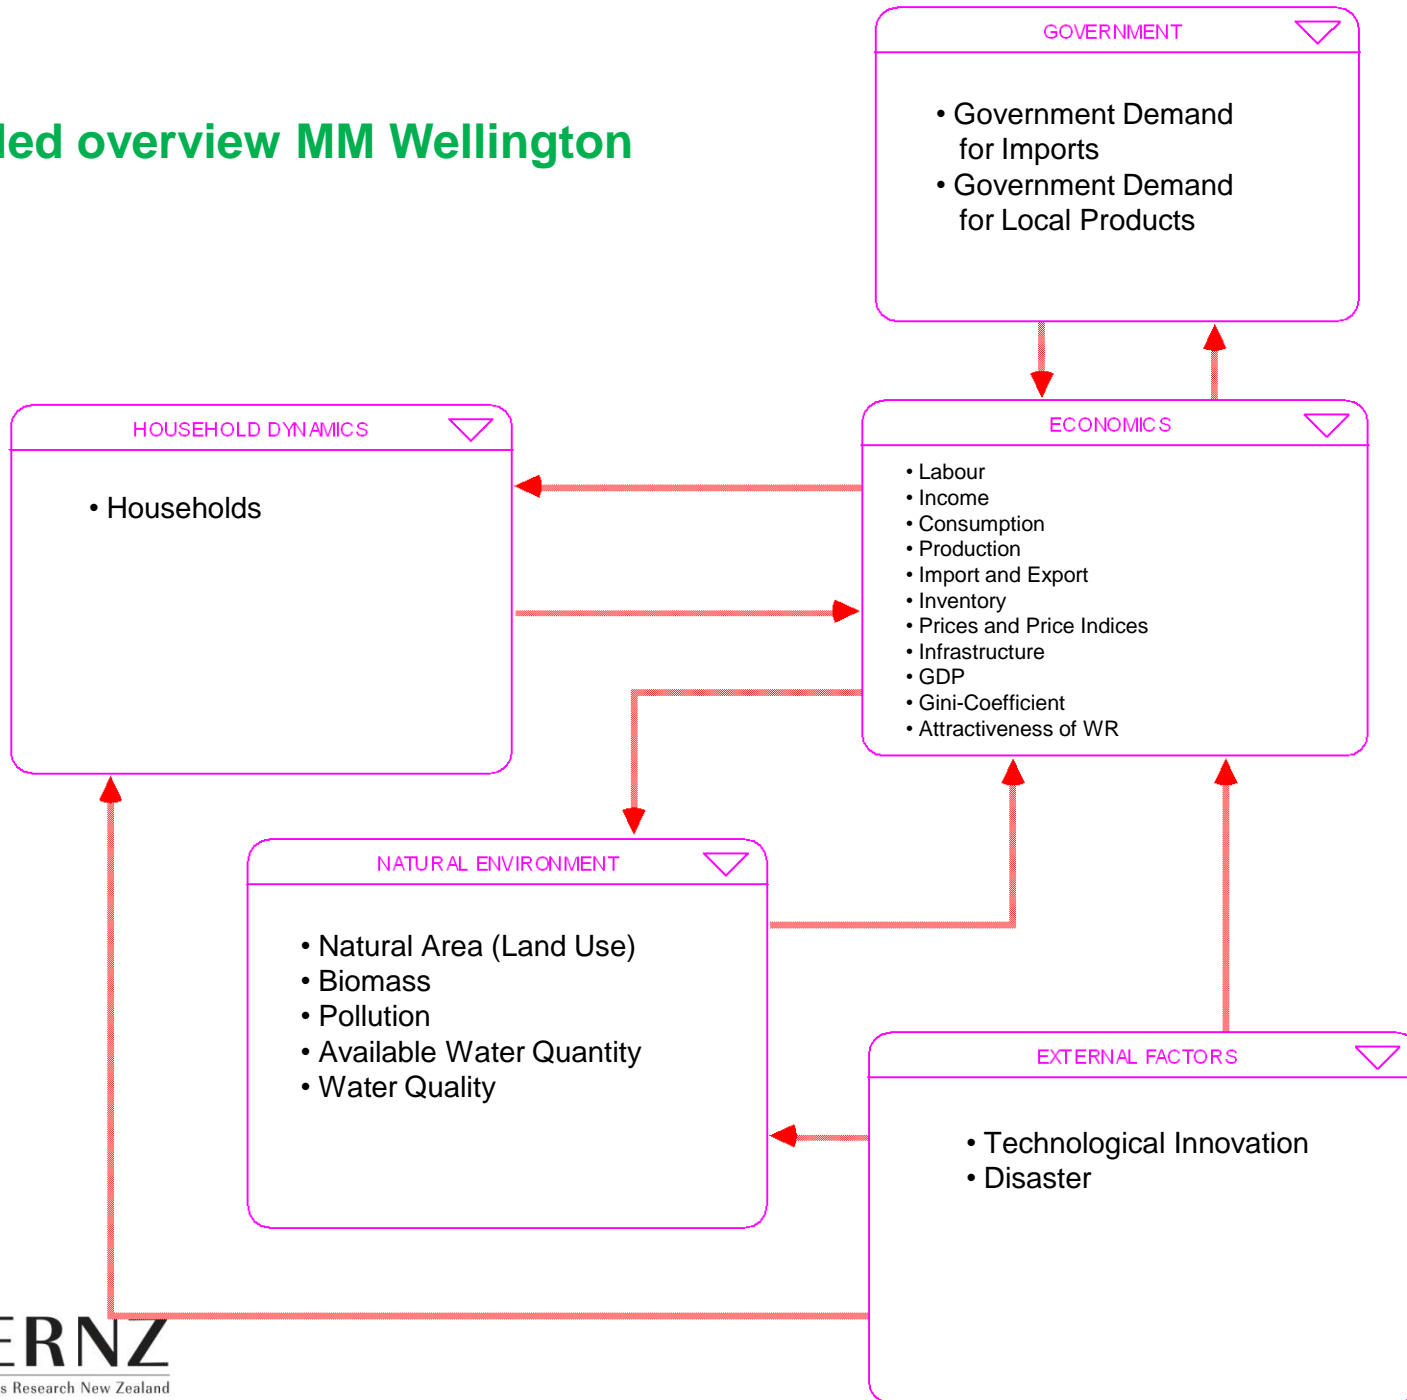 led overview MM Wellington
GOVERNMENT
• Government Demand
for Imports
• Government Demand
for Local Products
HOUSEHOLD DYNAMICS
• Households
ECONOMICS
• Labour
• Income
• Consumption
• Production
• Import and Export
• Inventory
• Prices and Price Indices
• Infrastructure
• GDP
• Gini-Coefficient
• Attractiveness of WR
NATURAL ENVIRONMENT
• Natural Area (Land Use)
• Biomass
• Pollution
• Available Water Quantity
• Water Quality
EXTERNAL FACTORS
• Technological Innovation
• Disaster
ERNZ
s Research New Zealand